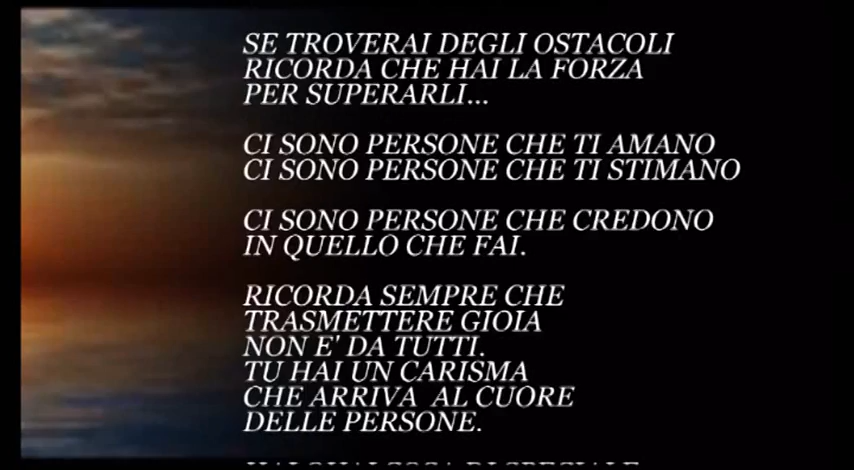 SE TROVERAI DEGLI OSTACOLI
RICORDA CHE HAI LA FORZA
PER SUPERARLI...
CI SONO PERSONE CHE TI AMANO
CI SONO PERSONE CHE TI STIMANO
CI SONO PERSONE CHE CREDONO
IN QUELLO CHE FAI.
RICORDA SEMPRE CHE
TRASMETTERE GIOIA
NON E' DA TUTTI.
TU HAI UN CARISMA
CHE ARRIVA AL CUORE
DELLE PERSONE.